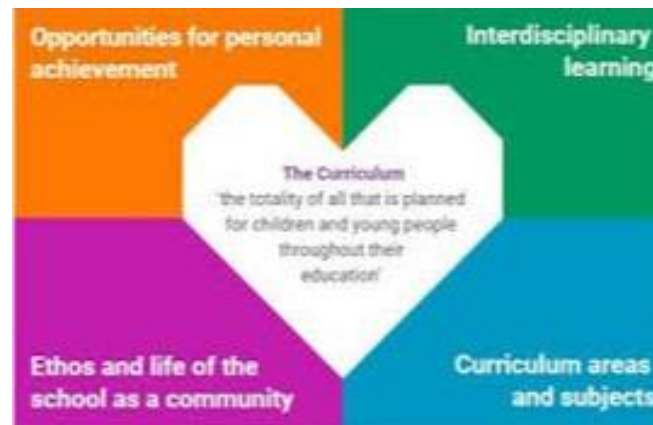 Opportunities for personal
achievement
Interdisciplinary
learning
The Curriculum
'the totality of all that is planned
for children and young people
throughout their
education'
Ethos and life of the
school as a community
Curriculum areas
and subjects